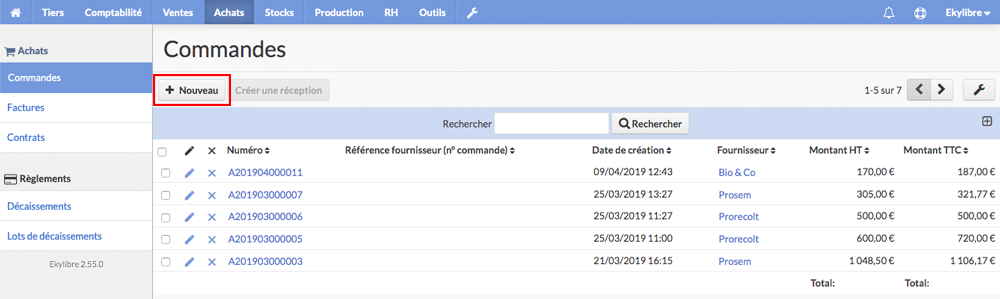 Tiers Comptabilité Ventes Achats Stocks Production RH Outils Ekylibre
Achats
Commandes
Factures
Contrats
Règlements
Décaissements
Lots de décaissements
Ekylibre 2.55.0
Commandes
Nouveau Créer une réception 1-5 sur 7
Rechercher Rechercher
Numéro Référence fournisseur (n° commande) Date de création Fournisseur Montant HT Montant TTC
A201904000011 09/04/2019 12:43 Bio & Co 170,00 € 187,00 €
A201903000007 25/03/2019 13:27 Prosem 305,00 € 321,77 €
A201903000006 25/03/2019 11:27 Prorecolt 500,00 € 500,00 €
A201903000005 25/03/2019 11:00 Prorecolt 600,00 € 720,00 €
A201903000003 21/03/2019 16:15 Prosem 1 048,50 € 1 106,17 €
Total: Total: